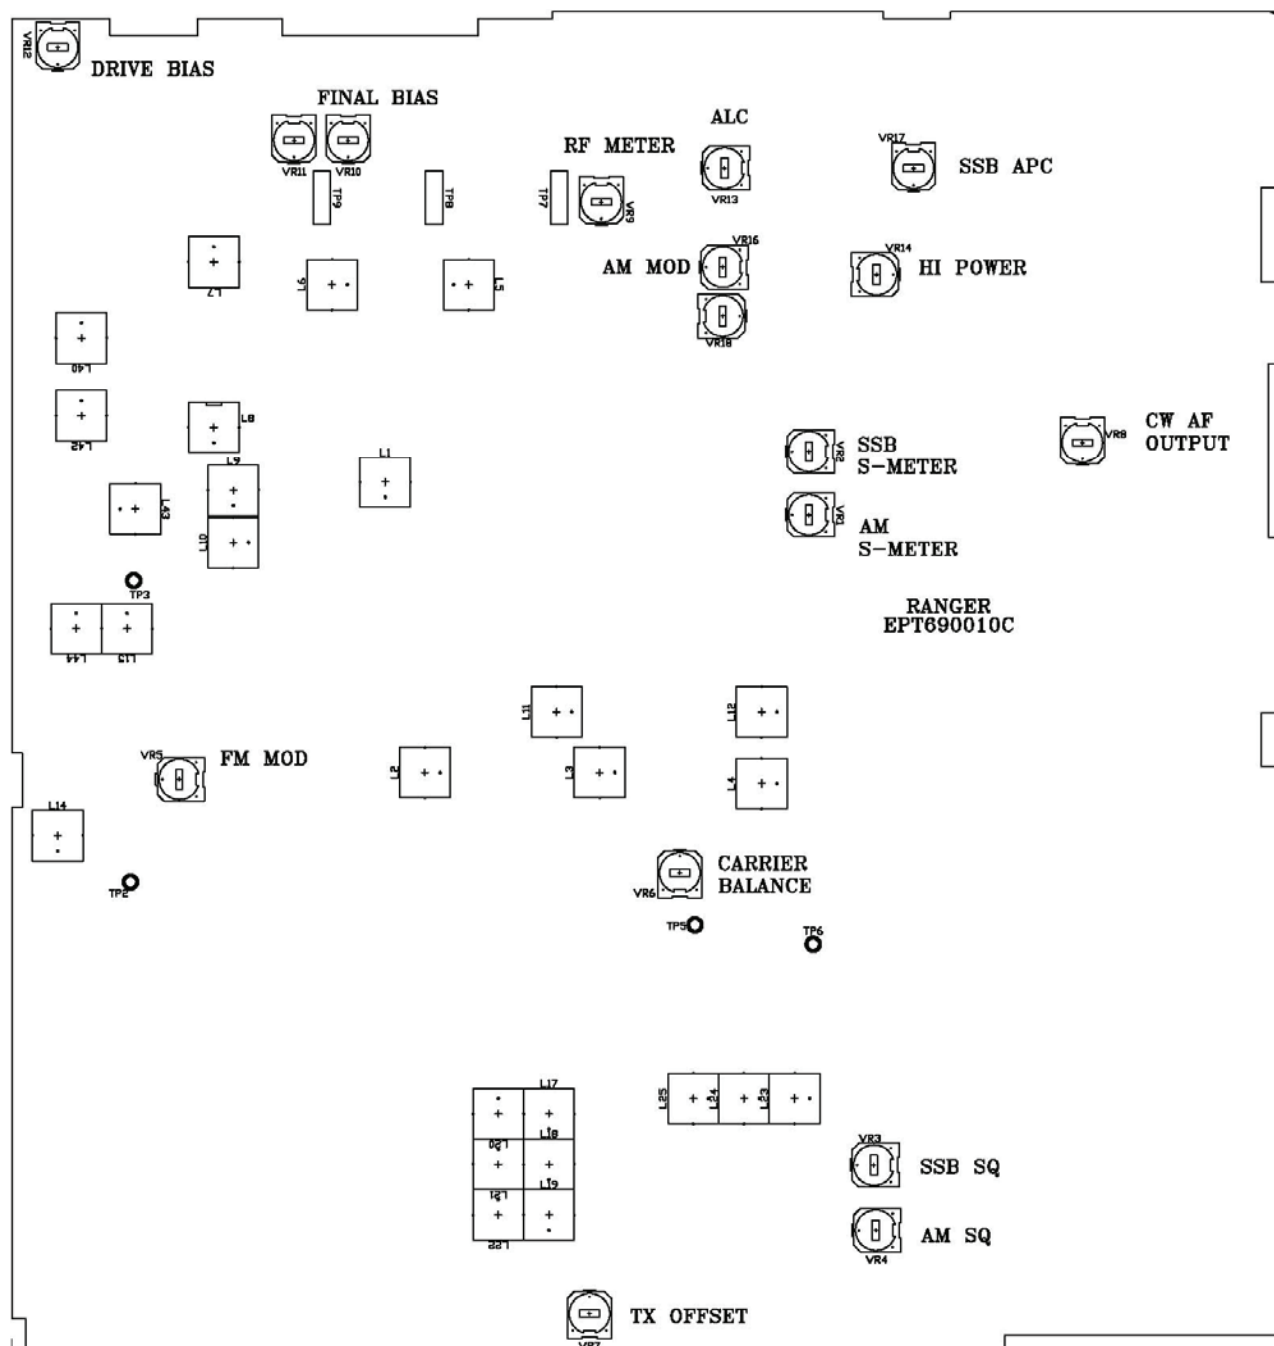 VR12
DRIVE BIAS
FINAL BIAS
VR11
VR10
TP9
TP8
TP7
RF METER
VR9
ALC
VR13
VR17
SSB APC
VR16
AM MOD
VR18
VR14
HI POWER
L7
L6
L5
L40
L42
L8
L9
L10
L43
L1
TP3
L44
L15
VR2
SSB
S-METER
VR1
AM
S-METER
VR8
CW AF
OUTPUT
RANGER
EPT690010C
L11
L12
VR5
FM MOD
L2
L3
L4
L14
TP2
VR6
CARRIER
BALANCE
TP5
TP6
L25
L24
L23
L17
L20
L18
L21
L19
L22
VR3
SSB SQ
VR4
AM SQ
TX OFFSET
VR7